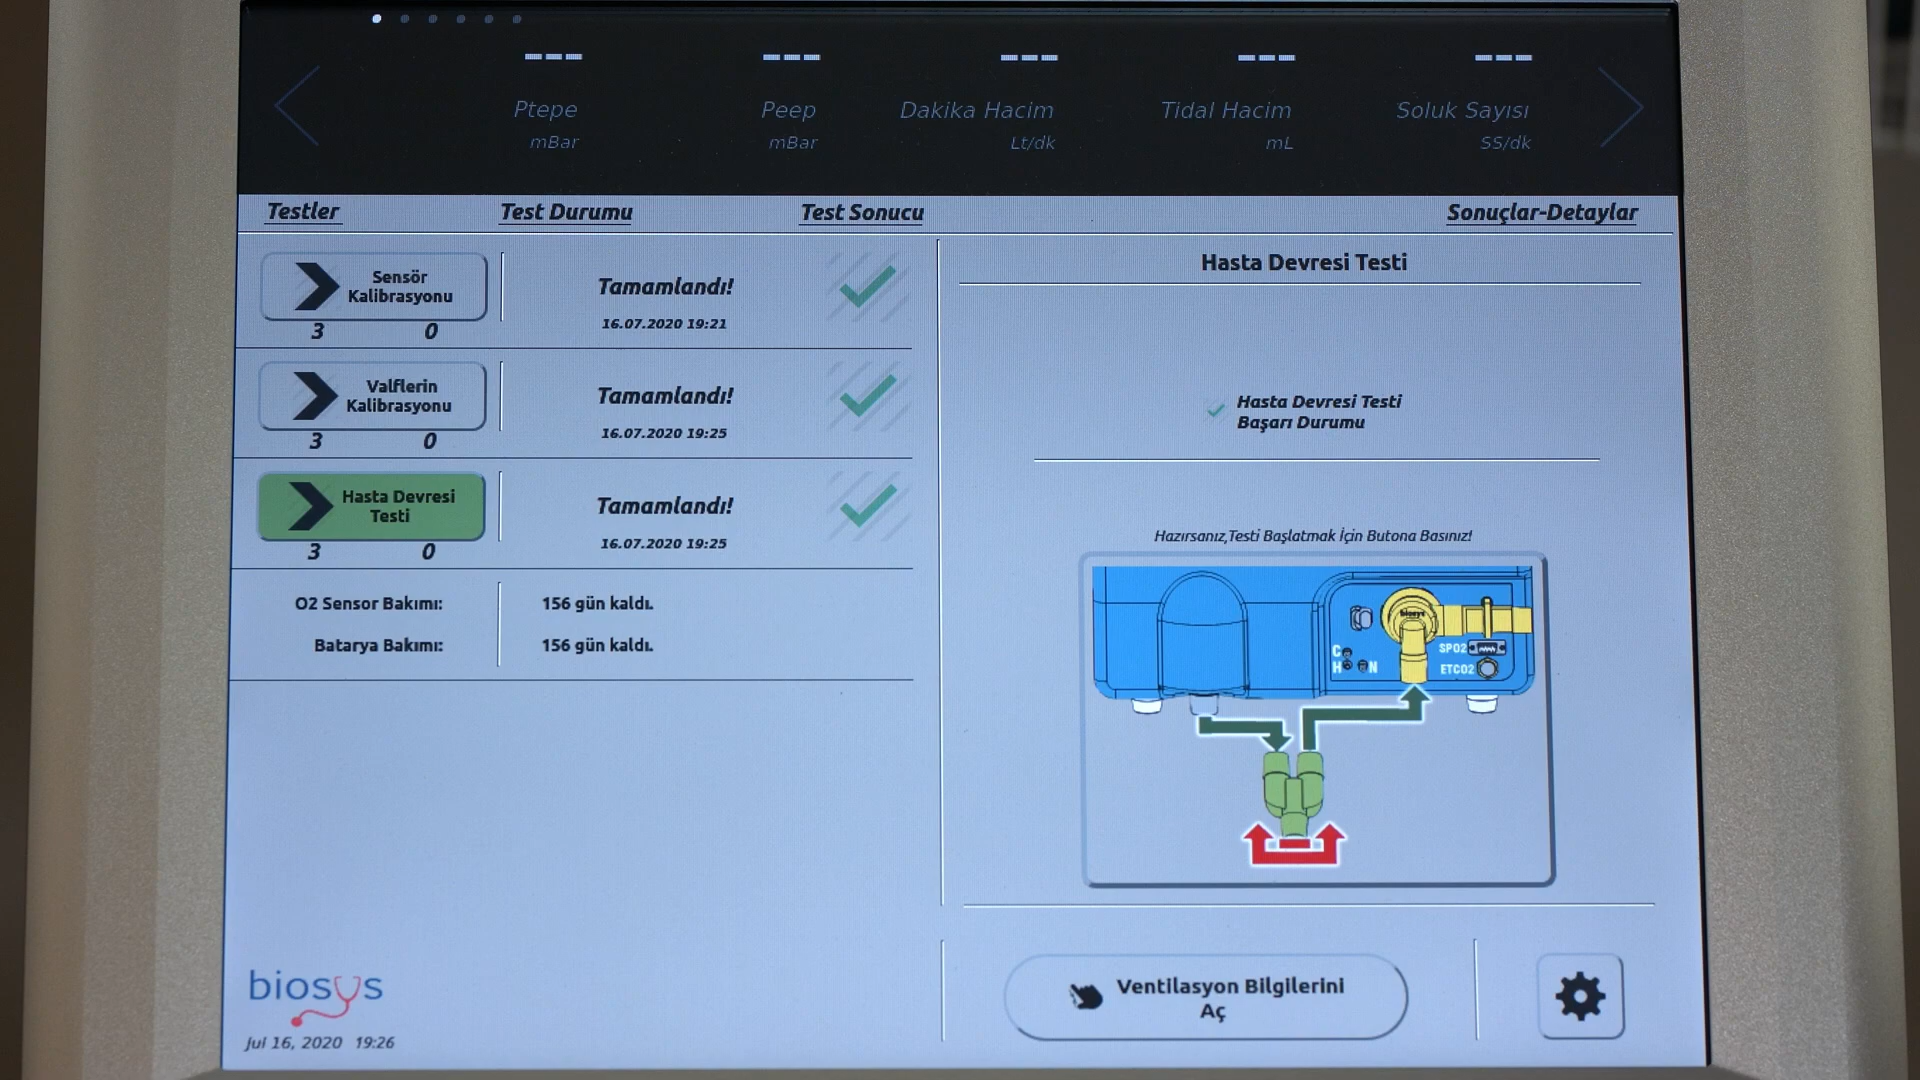 --- --- --- --- ---
Ptepe Peep Dakika Hacim Tidal Hacim Soluk Sayısı
mBar mBar Lt/dk mL SS/dk
Testler Test Durumu Test Sonucu Sonuçlar-Detaylar
Sensör
Kalibrasyonu
3 0
Tamamlandı!
16.07.2020 19:21
Valflerin
Kalibrasyonu
3 0
Tamamlandı!
16.07.2020 19:25
Hasta Devresi
Testi
3 0
Tamamlandı!
16.07.2020 19:25
O2 Sensor Bakımı: 156 gün kaldı.
Batarya Bakımı: 156 gün kaldı.
Hasta Devresi Testi
Hasta Devresi Testi
Başarı Durumu
Hazırsanız,Testi Başlatmak İçin Butona Basınız!
biosys
C SPO2
H N ETCO2
Ventilasyon Bilgilerini
Aç
biosys
Jul 16, 2020 19:26